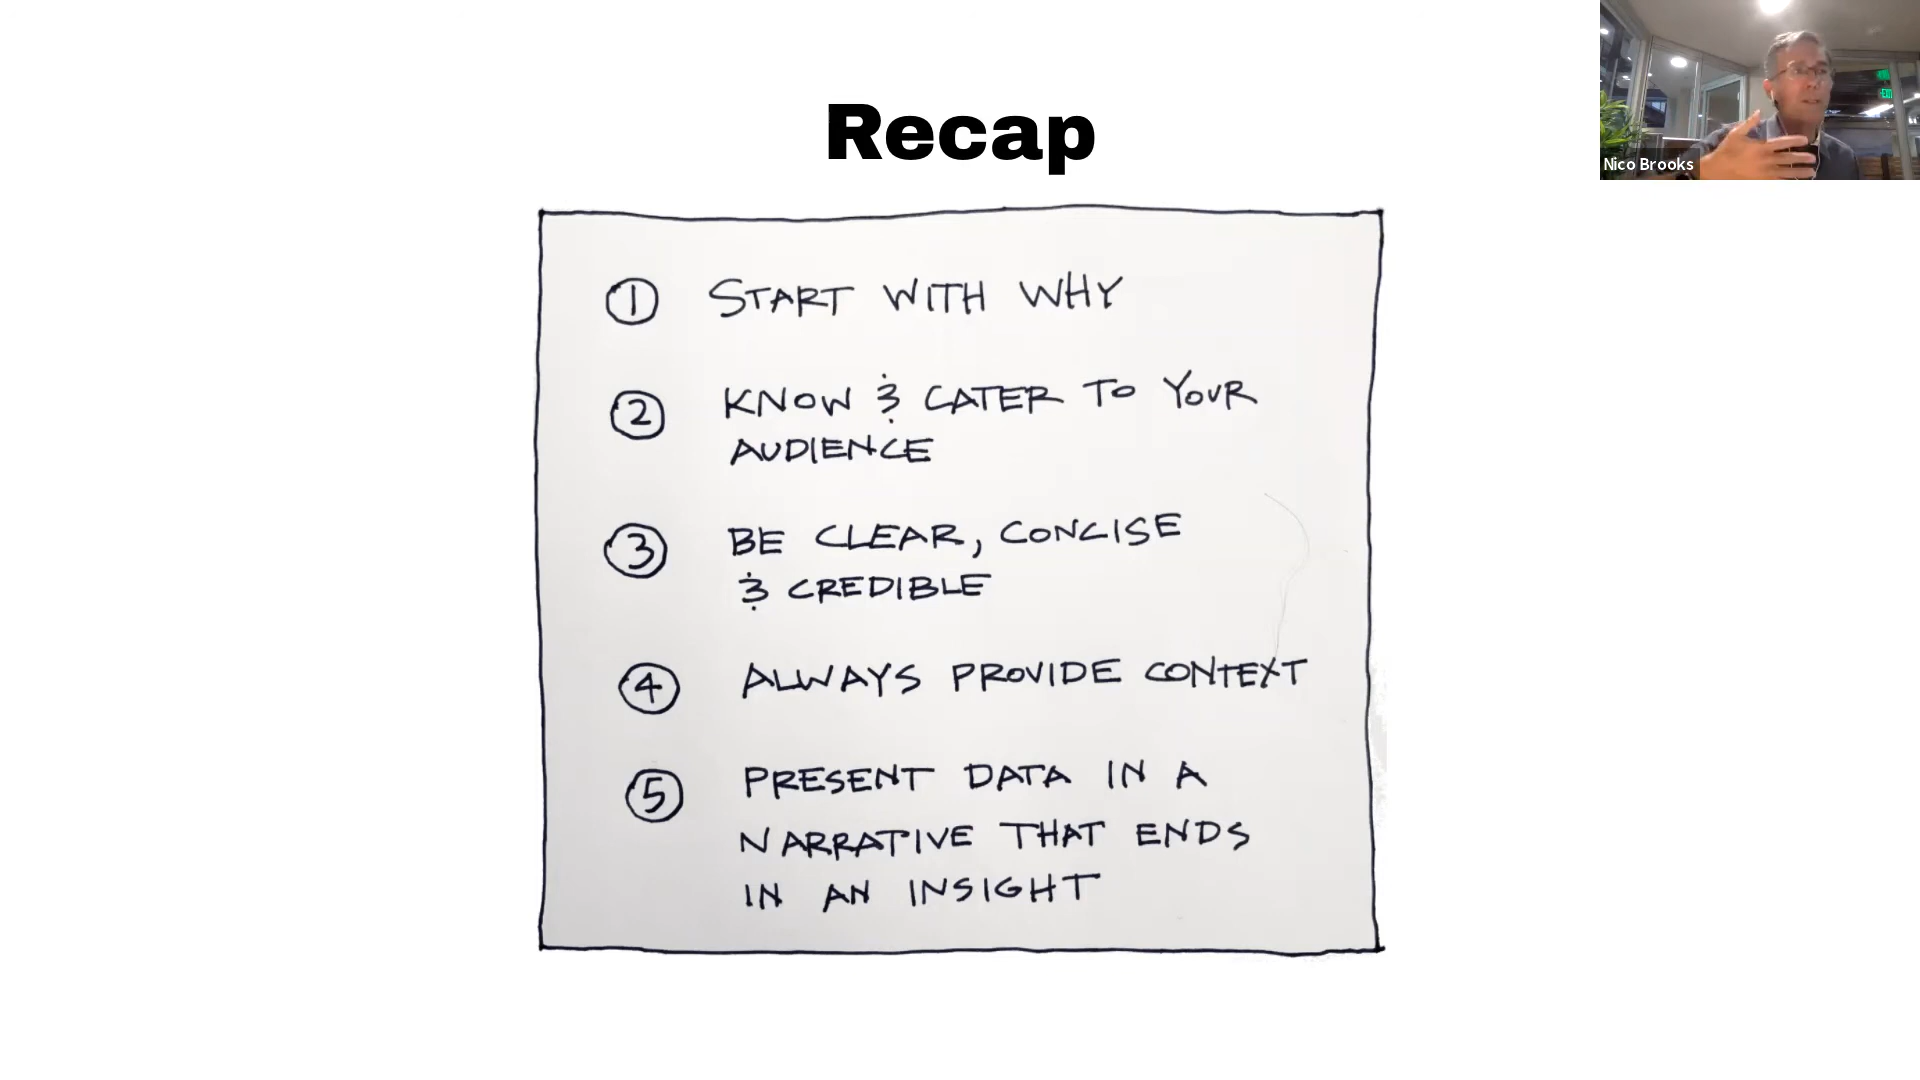 Recap
① START WITH WHY
② KNOW & CATER TO YOUR
AUDIENCE
③ BE CLEAR, CONCISE
& CREDIBLE
④ ALWAYS PROVIDE CONTEXT
⑤ PRESENT DATA IN A
NARRATIVE THAT ENDS
IN AN INSIGHT
Nico Brooks
EXIT